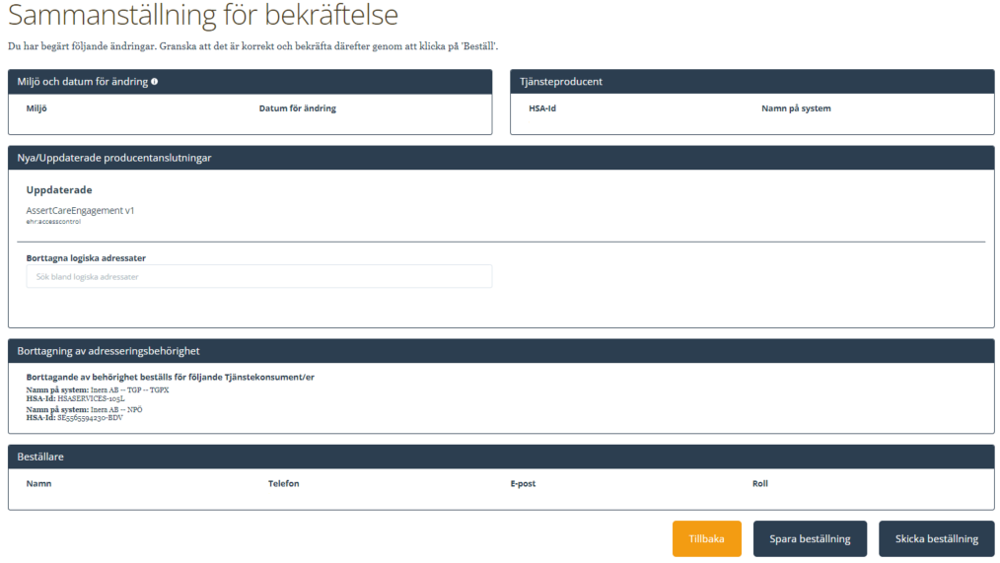 Sammanställning för bekräftelse
Du har begärt följande ändringar. Granska att det är korrekt och bekräfta därefter genom att klicka på 'Beställ'.
Miljö och datum för ändring
Miljö Datum för ändring
Tjänsteproducent
HSA-Id Namn på system
Nya/Uppdaterade producentanslutningar
Uppdaterade
AssertCareEngagement v1
ehr:accesscontrol
Borttagna logiska adressater
Sök bland logiska adressater
Borttagning av adresseringsbehörighet
Borttagande av behörighet beställs för följande Tjänstekonsument/er
Namn på system: Inera AB -- TGP -- TGPX
HSA-Id: HSASERVICES-105L
Namn på system: Inera AB -- NPÖ
HSA-Id: SE5565594230-BDV
Beställare
Namn Telefon E-post Roll
Tillbaka Spara beställning Skicka beställning